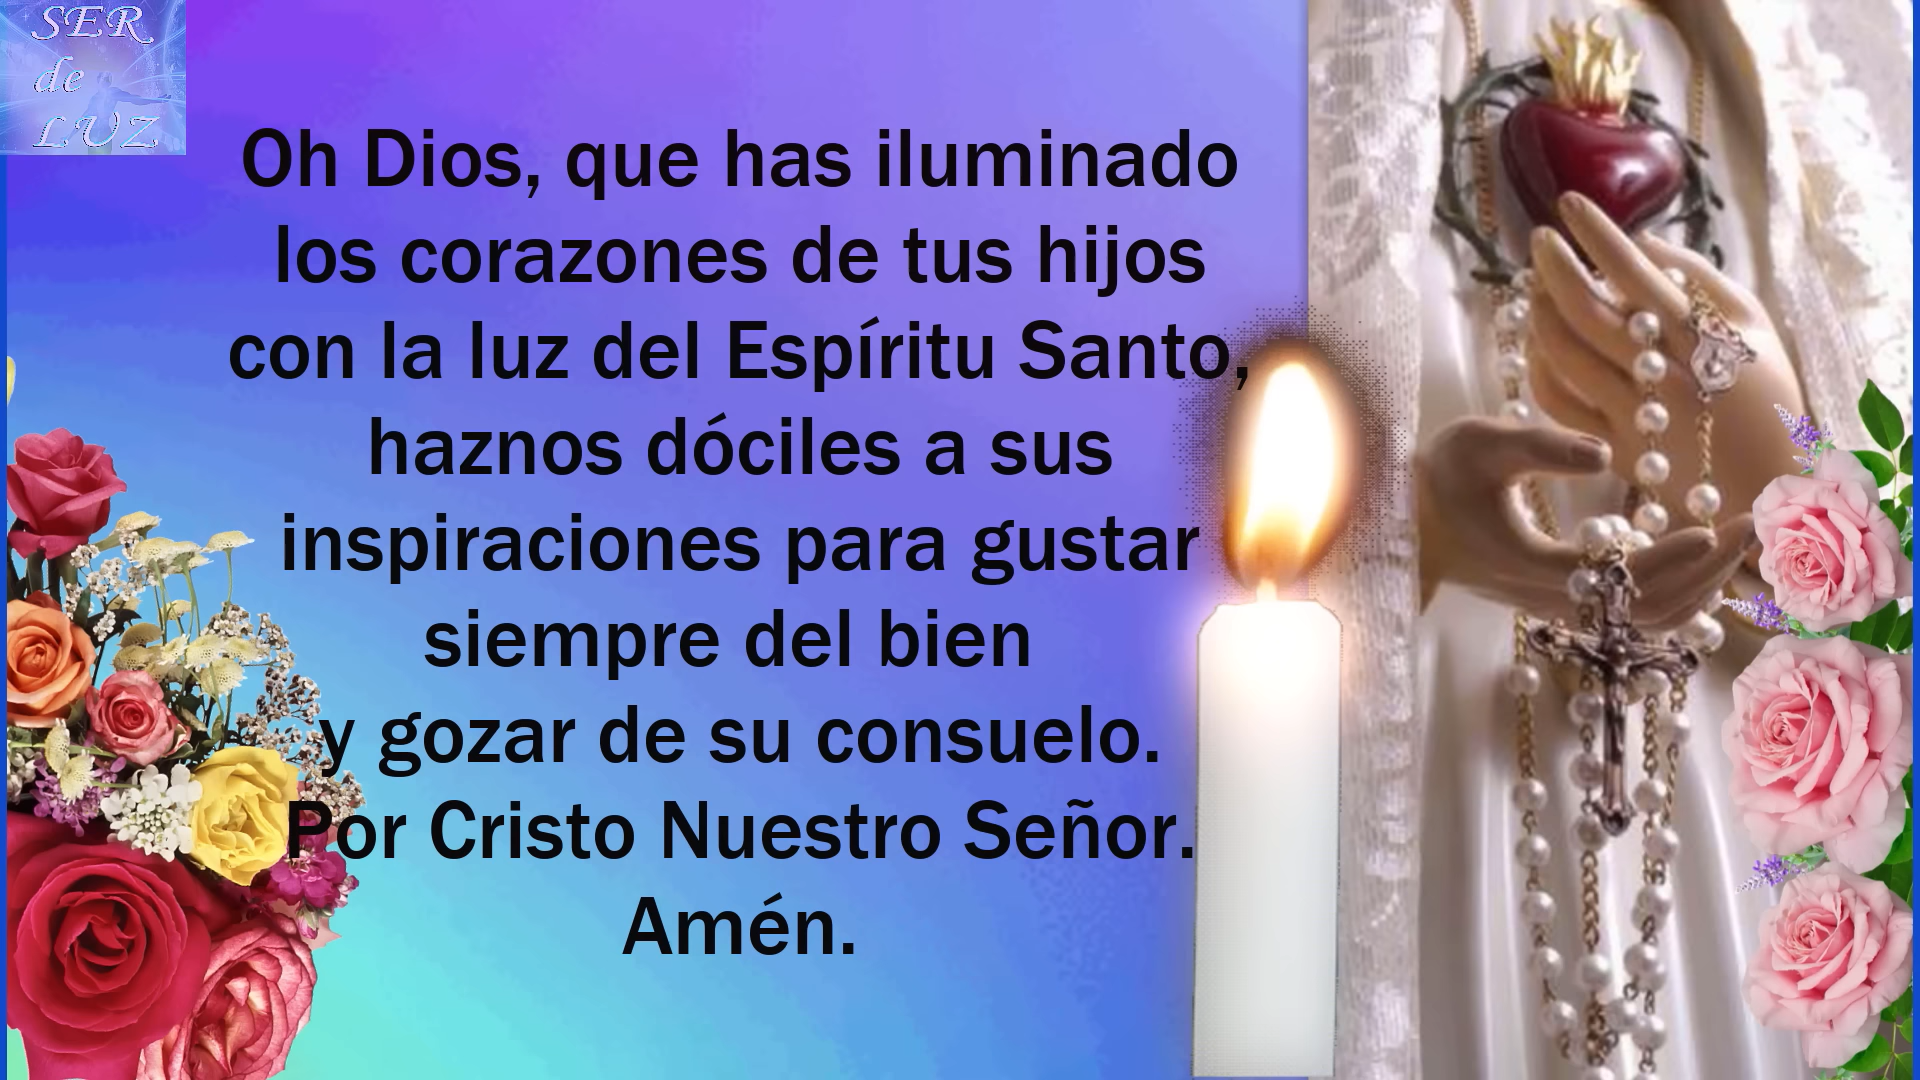 SER
de
LUZ
Oh Dios, que has iluminado
los corazones de tus hijos
con la luz del Espíritu Santo,
haznos dóciles a sus
inspiraciones para gustar
siempre del bien
y gozar de su consuelo.
Por Cristo Nuestro Señor.
Amén.